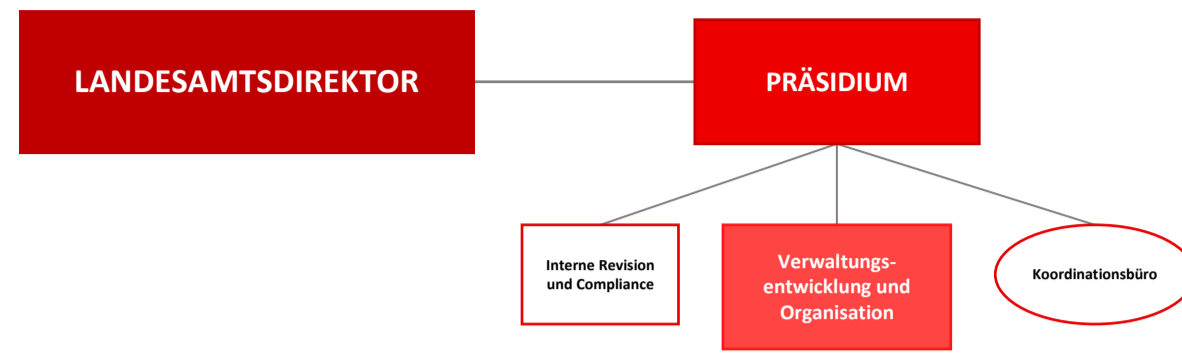 LANDESAMTSDIREKTOR
PRÄSIDIUM
Interne Revision
und Compliance
Verwaltungs-
entwicklung und
Organisation
Koordinationsbüro